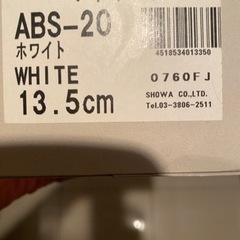 ABS-20
ホワイト
WHITE
13.5cm
4518534013350
0760FJ
SHOWA CO.,LTD.
Tel.03-3806-2511